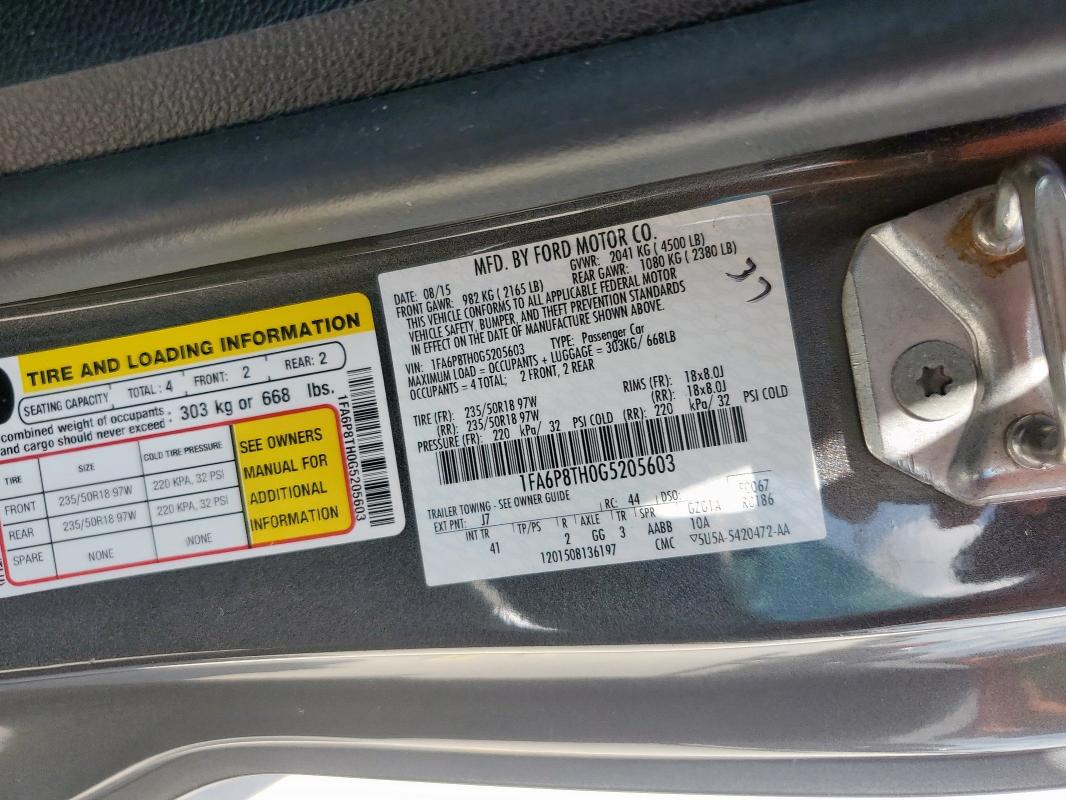 TIRE AND LOADING INFORMATION
SEATING CAPACITY TOTAL: 4 FRONT: 2 REAR: 2
combined weight of occupants
and cargo should never exceed: 303 kg or 668 lbs.
TIRE SIZE COLD TIRE PRESSURE
FRONT 235/50R18 97W 220 KPA, 32 PSI
REAR 235/50R18 97W 220 KPA, 32 PSI
SPARE NONE NONE
SEE OWNERS
MANUAL FOR
ADDITIONAL
INFORMATION
1FA6P8TH0G5205603
MFD. BY FORD MOTOR CO.
DATE: 08/15 GVWR: 2041 KG ( 4500 LB)
FRONT GAWR: 982 KG ( 2165 LB) REAR GAWR: 1080 KG ( 2380 LB)
THIS VEHICLE CONFORMS TO ALL APPLICABLE FEDERAL MOTOR
VEHICLE SAFETY, BUMPER, AND THEFT PREVENTION STANDARDS
IN EFFECT ON THE DATE OF MANUFACTURE SHOWN ABOVE.
VIN: 1FA6P8TH0G5205603 TYPE: Passenger Car
MAXIMUM LOAD = OCCUPANTS + LUGGAGE = 303KG/ 668LB
OCCUPANTS = 4 TOTAL; 2 FRONT, 2 REAR
TIRE (FR): 235/50R18 97W RIMS (FR): 18x8.0J
(RR): 235/50R18 97W (RR): 18x8.0J
PRESSURE (FR): 220 kPa/ 32 PSI COLD (RR): 220 kPa/ 32 PSI COLD
1FA6P8TH0G5205603
TRAILER TOWING - SEE OWNER GUIDE
EXT PNT: J7 RC: 44 DSO:
INT TR TP/PS R AXLE TR SPR GZG1A R0186
41 2 GG 3 AABB 10A
1201508136197 CMC ▽5U5A-5420472-AA
37